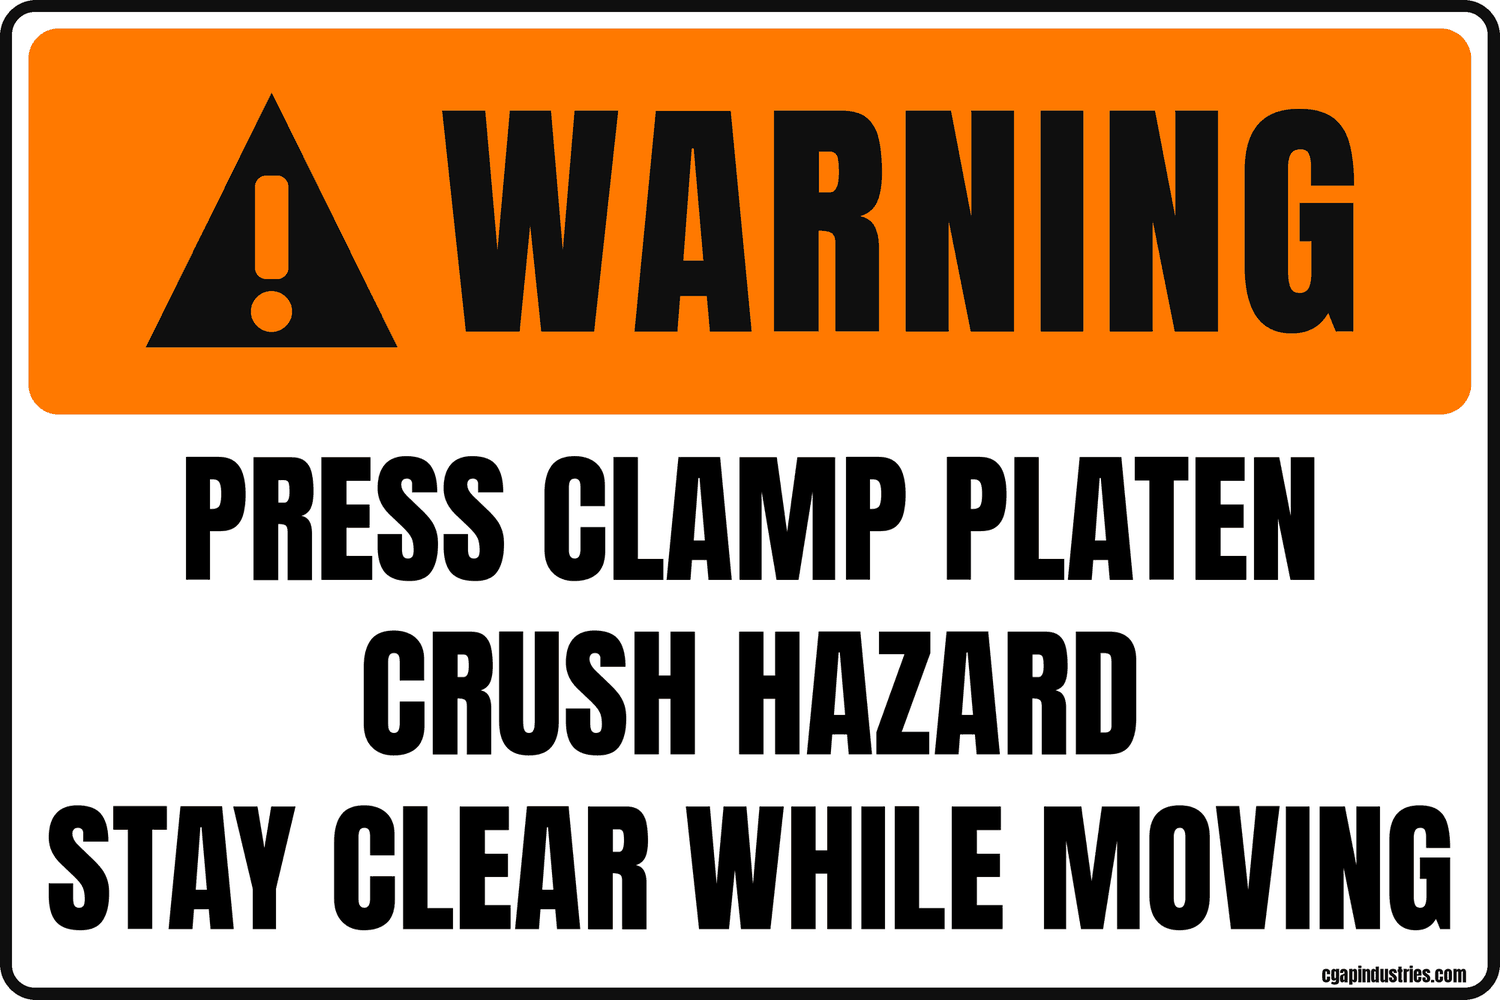 WARNING
PRESS CLAMP PLATEN
CRUSH HAZARD
STAY CLEAR WHILE MOVING
cgapindustries.com